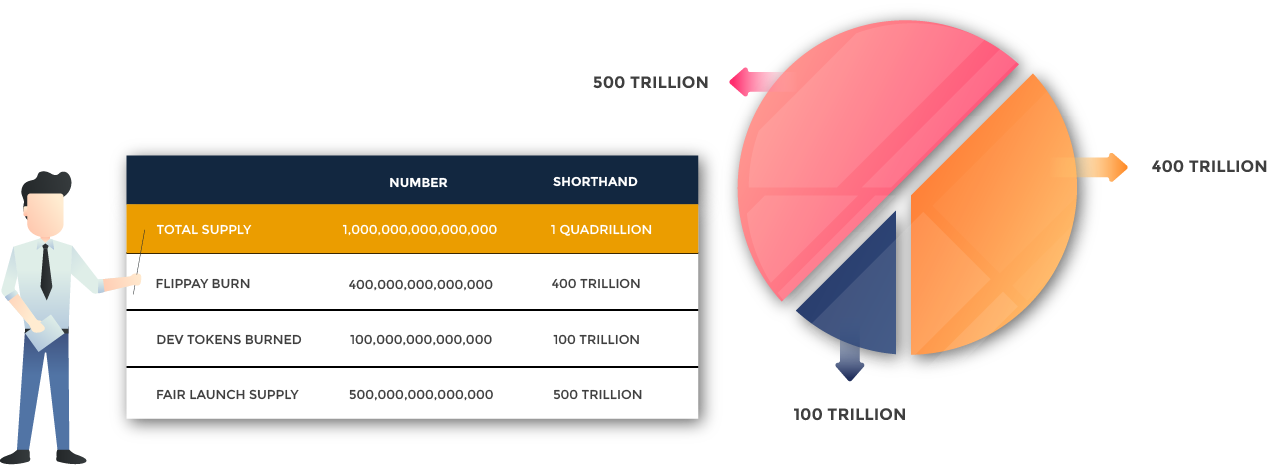 500 TRILLION
400 TRILLION
NUMBER SHORTHAND
TOTAL SUPPLY 1,000,000,000,000,000 1 QUADRILLION
FLIPPAY BURN 400,000,000,000,000 400 TRILLION
DEV TOKENS BURNED 100,000,000,000,000 100 TRILLION
FAIR LAUNCH SUPPLY 500,000,000,000,000 500 TRILLION
100 TRILLION